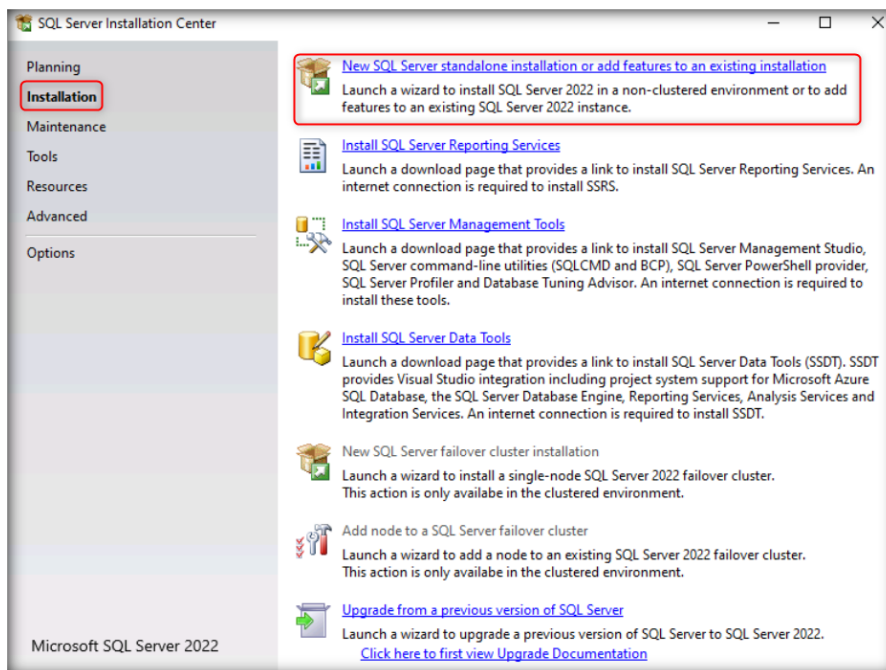 SQL Server Installation Center
Planning
Installation
Maintenance
Tools
Resources
Advanced
Options
Microsoft SQL Server 2022
New SQL Server standalone installation or add features to an existing installation
Launch a wizard to install SQL Server 2022 in a non-clustered environment or to add
features to an existing SQL Server 2022 instance.
Install SQL Server Reporting Services
Launch a download page that provides a link to install SQL Server Reporting Services. An
internet connection is required to install SSRS.
Install SQL Server Management Tools
Launch a download page that provides a link to install SQL Server Management Studio,
SQL Server command-line utilities (SQLCMD and BCP), SQL Server PowerShell provider,
SQL Server Profiler and Database Tuning Advisor. An internet connection is required to
install these tools.
Install SQL Server Data Tools
Launch a download page that provides a link to install SQL Server Data Tools (SSDT). SSDT
provides Visual Studio integration including project system support for Microsoft Azure
SQL Database, the SQL Server Database Engine, Reporting Services, Analysis Services and
Integration Services. An internet connection is required to install SSDT.
New SQL Server failover cluster installation
Launch a wizard to install a single-node SQL Server 2022 failover cluster.
This action is only availabe in the clustered environment.
Add node to a SQL Server failover cluster
Launch a wizard to add a node to an existing SQL Server 2022 failover cluster.
This action is only availabe in the clustered environment.
Upgrade from a previous version of SQL Server
Launch a wizard to upgrade a previous version of SQL Server to SQL Server 2022.
Click here to first view Upgrade Documentation